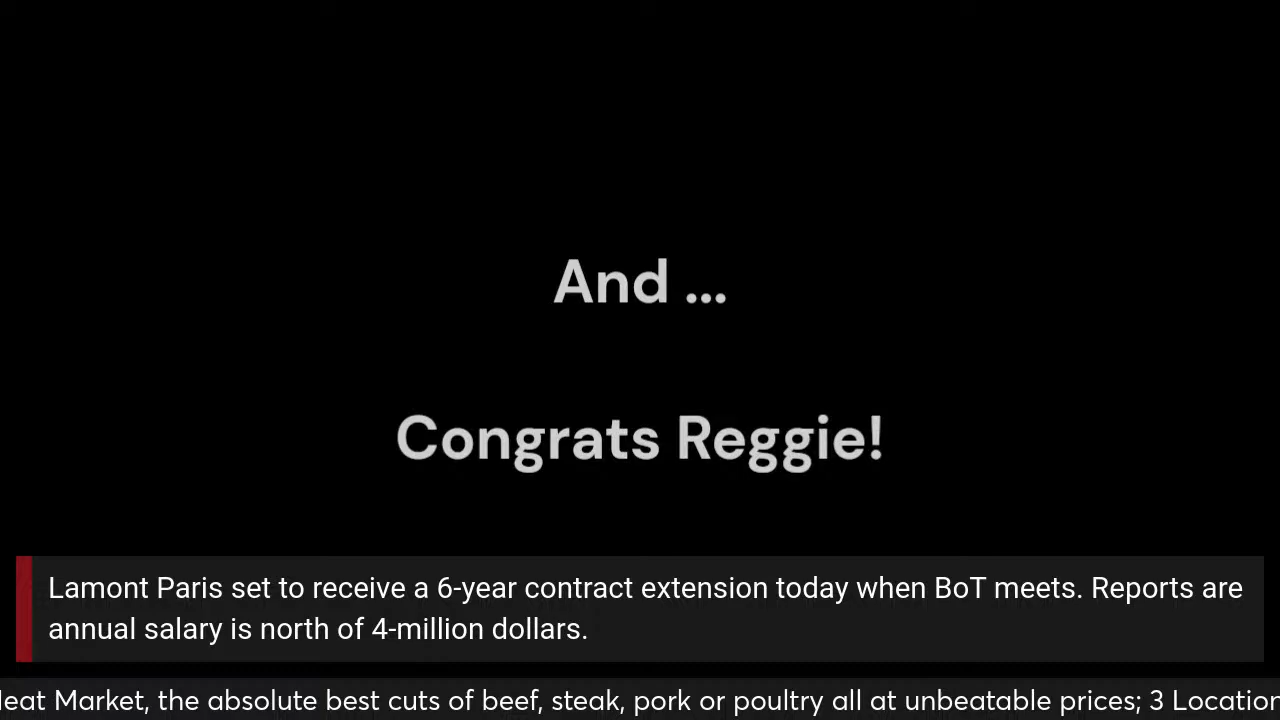 And ...
Congrats Reggie!
Lamont Paris set to receive a 6-year contract extension today when BoT meets. Reports are
annual salary is north of 4-million dollars.
Market, the absolute best cuts of beef, steak, pork or poultry all at unbeatable prices; 3